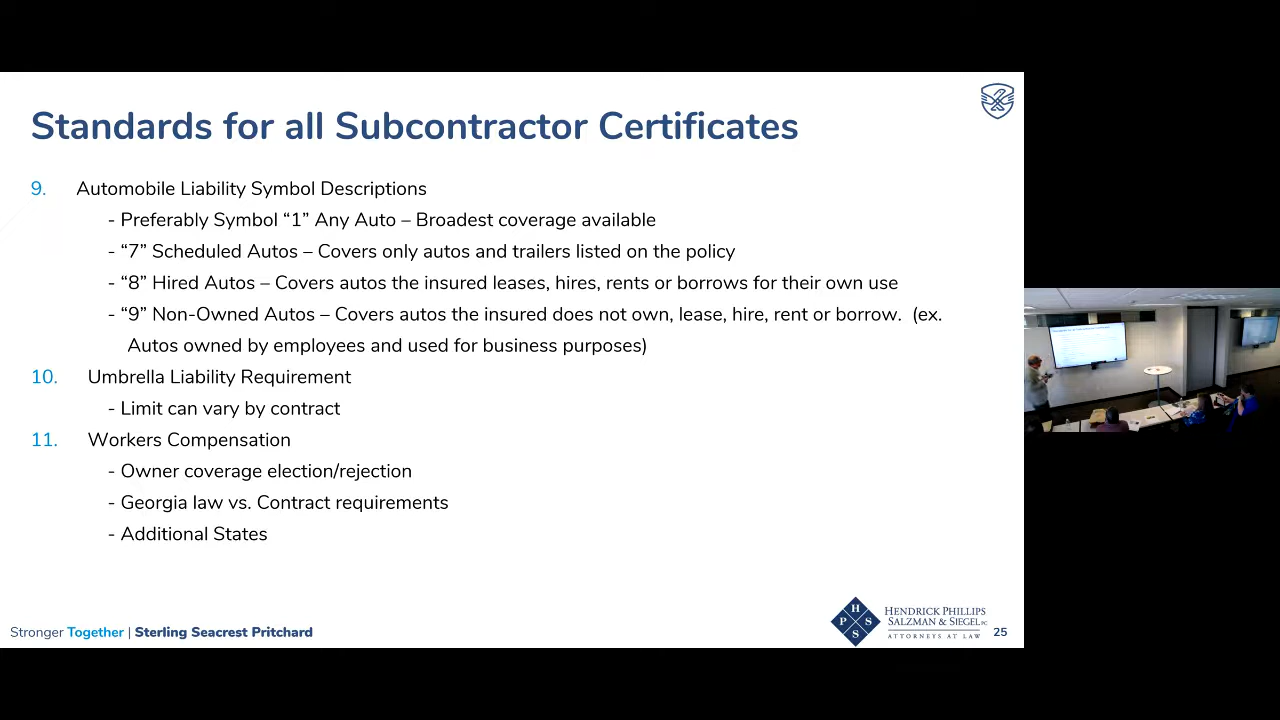 Standards for all Subcontractor Certificates
9. Automobile Liability Symbol Descriptions
- Preferably Symbol “1” Any Auto – Broadest coverage available
- “7” Scheduled Autos – Covers only autos and trailers listed on the policy
- “8” Hired Autos – Covers autos the insured leases, hires, rents or borrows for their own use
- “9” Non-Owned Autos – Covers autos the insured does not own, lease, hire, rent or borrow. (ex.
Autos owned by employees and used for business purposes)
10. Umbrella Liability Requirement
- Limit can vary by contract
11. Workers Compensation
- Owner coverage election/rejection
- Georgia law vs. Contract requirements
- Additional States
Stronger Together | Sterling Seacrest Pritchard
H
P S
S
HENDRICK PHILLIPS
SALZMAN & SIEGEL PC
ATTORNEYS AT LAW
25